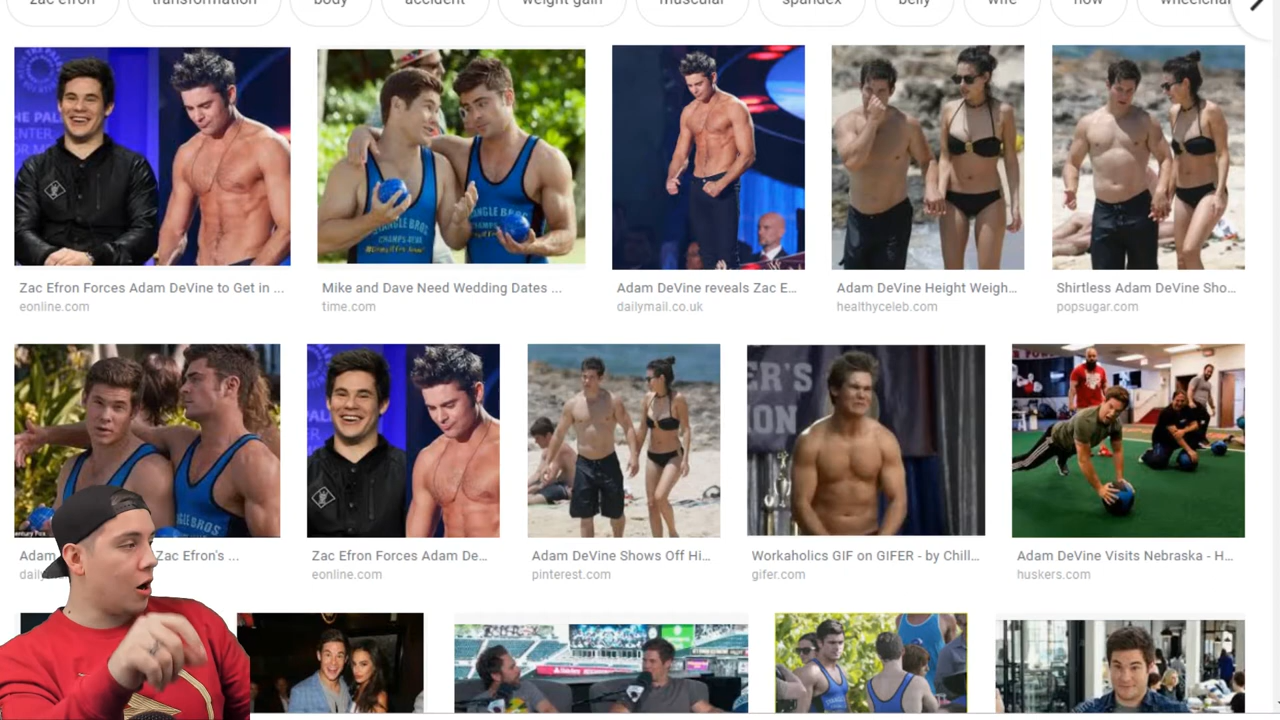 zac efron transformation body accident weight gain muscular spandex belly wife how wheelchai
Zac Efron Forces Adam DeVine to Get in ...
eonline.com
Mike and Dave Need Wedding Dates ...
time.com
Adam DeVine reveals Zac E...
dailymail.co.uk
Adam DeVine Height Weigh...
healthyceleb.com
Shirtless Adam DeVine Sho...
popsugar.com
Adam
Zac Efron's ...
daily
Zac Efron Forces Adam De...
eonline.com
Adam DeVine Shows Off Hi...
pinterest.com
Workaholics GIF on GIFER - by Chill...
gifer.com
Adam DeVine Visits Nebraska - H...
huskers.com